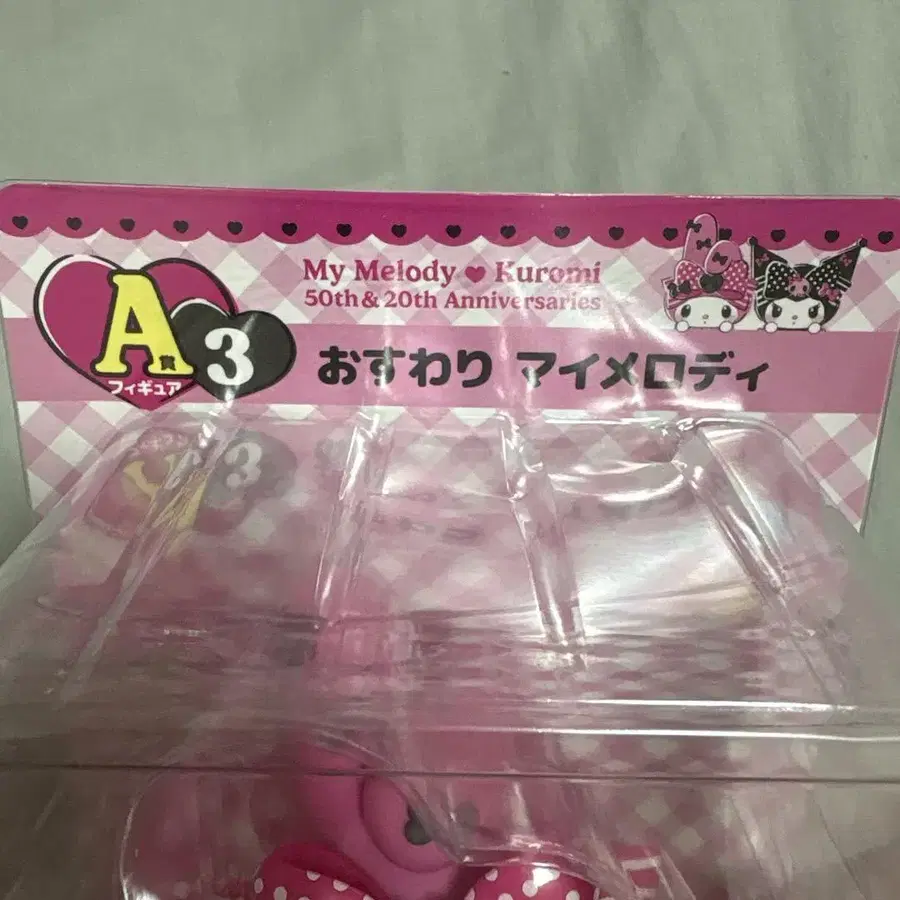 My Melody ♥ Kuromi
50th & 20th Anniversaries
A賞 3
フィギュア
おすわり マイメロディ
3